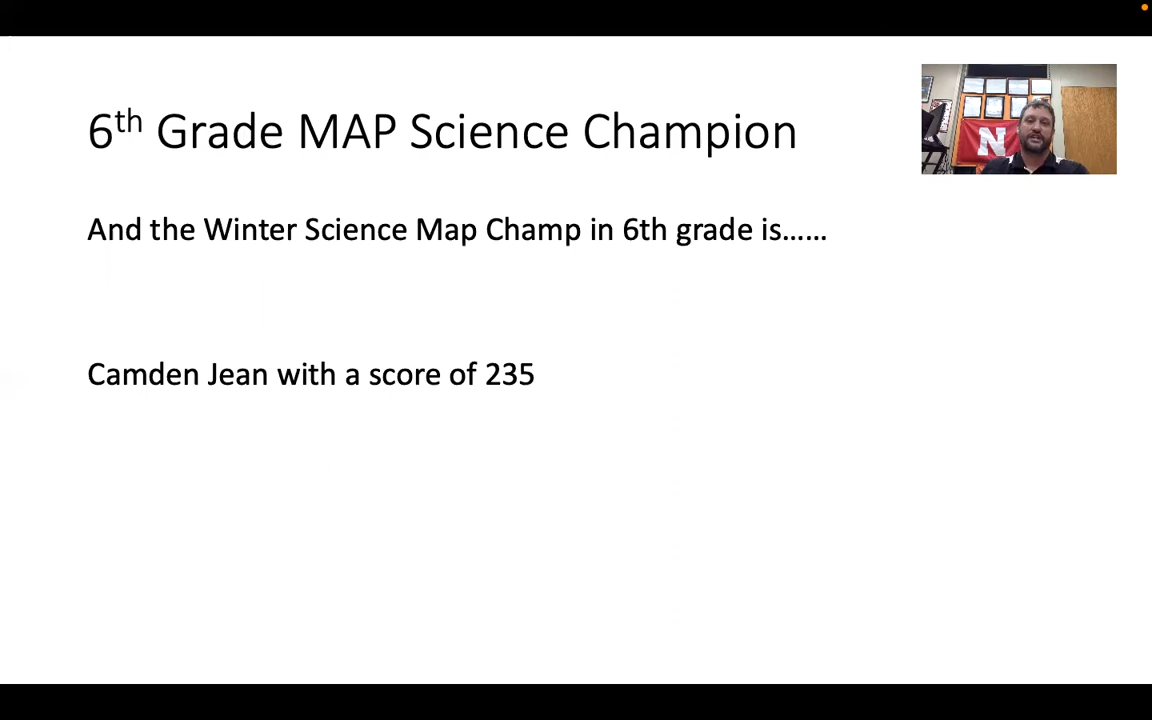 6th Grade MAP Science Champion
N
And the Winter Science Map Champ in 6th grade is……
Camden Jean with a score of 235